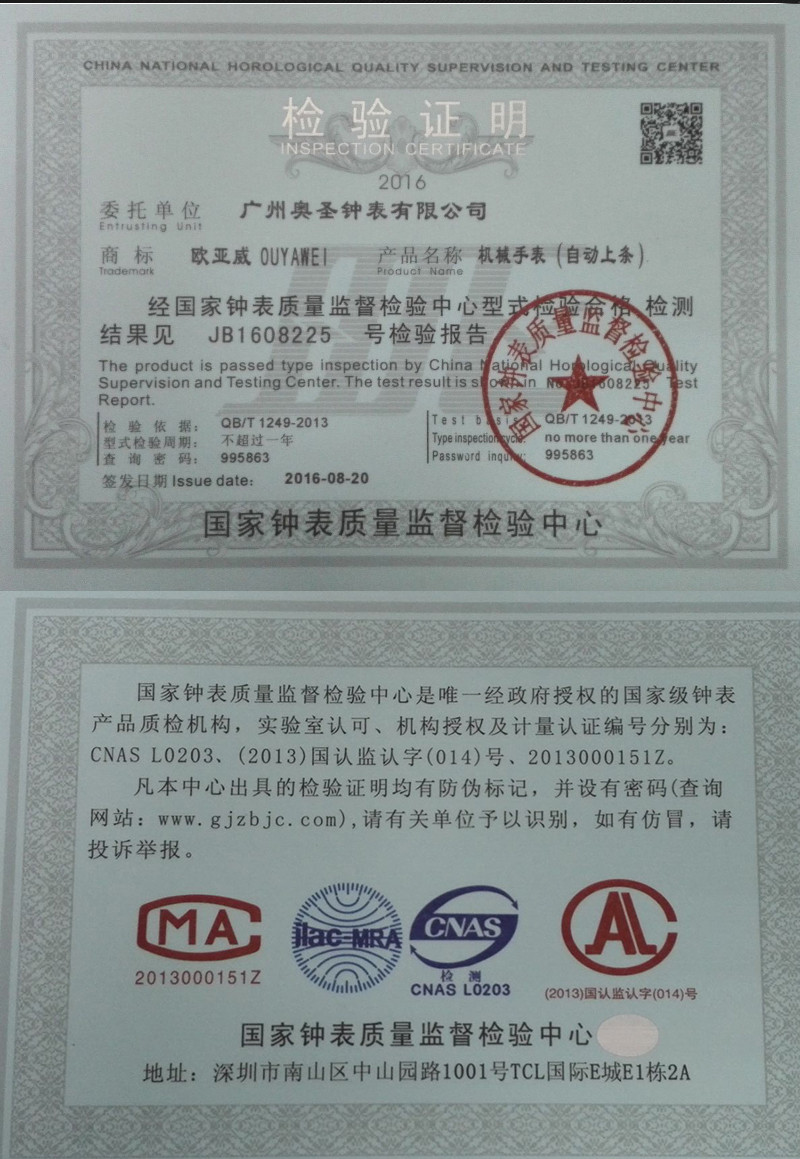 CHINA NATIONAL HOROLOGICAL QUALITY SUPERVISION AND TESTING CENTER
检验证明
INSPECTION CERTIFICATE
2016
委托单位 广州奥圣钟表有限公司
Entrusting Unit
商标 欧亚威 OUYAWEI 产品名称 机械手表(自动上条)
Trademark Product Name
经国家钟表质量监督检验中心型式检验合格 检测
结果见 JB1608225 号检验报告
The product is passed type inspection by China National Horological Quality
Supervision and Testing Center. The test result is shown in No. JB1608225 Test
Report.
检验依据: QB/T 1249-2013 Test basis: QB/T 1249-2013
型式检验周期: 不超过一年 Type inspection cycle: no more than one year
查询密码: 995863 Password inquiry: 995863
签发日期 Issue date: 2016-08-20
国家钟表质量监督检验中心
国家钟表质量监督检验中心
国家钟表质量监督检验中心是唯一经政府授权的国家级钟表
产品质检机构，实验室认可、机构授权及计量认证编号分别为：
CNAS L0203、(2013)国认监认字(014)号、2013000151Z。
凡本中心出具的检验证明均有防伪标记，并设有密码(查询
网站：www.gjzbjc.com),请有关单位予以识别，如有仿冒，请
投诉举报。
MA
2013000151Z
ilac-MRA
CNAS
检测
CNAS L0203
AL
(2013)国认监认字(014)号
国家钟表质量监督检验中心
地址：深圳市南山区中山园路1001号TCL国际E城E1栋2A